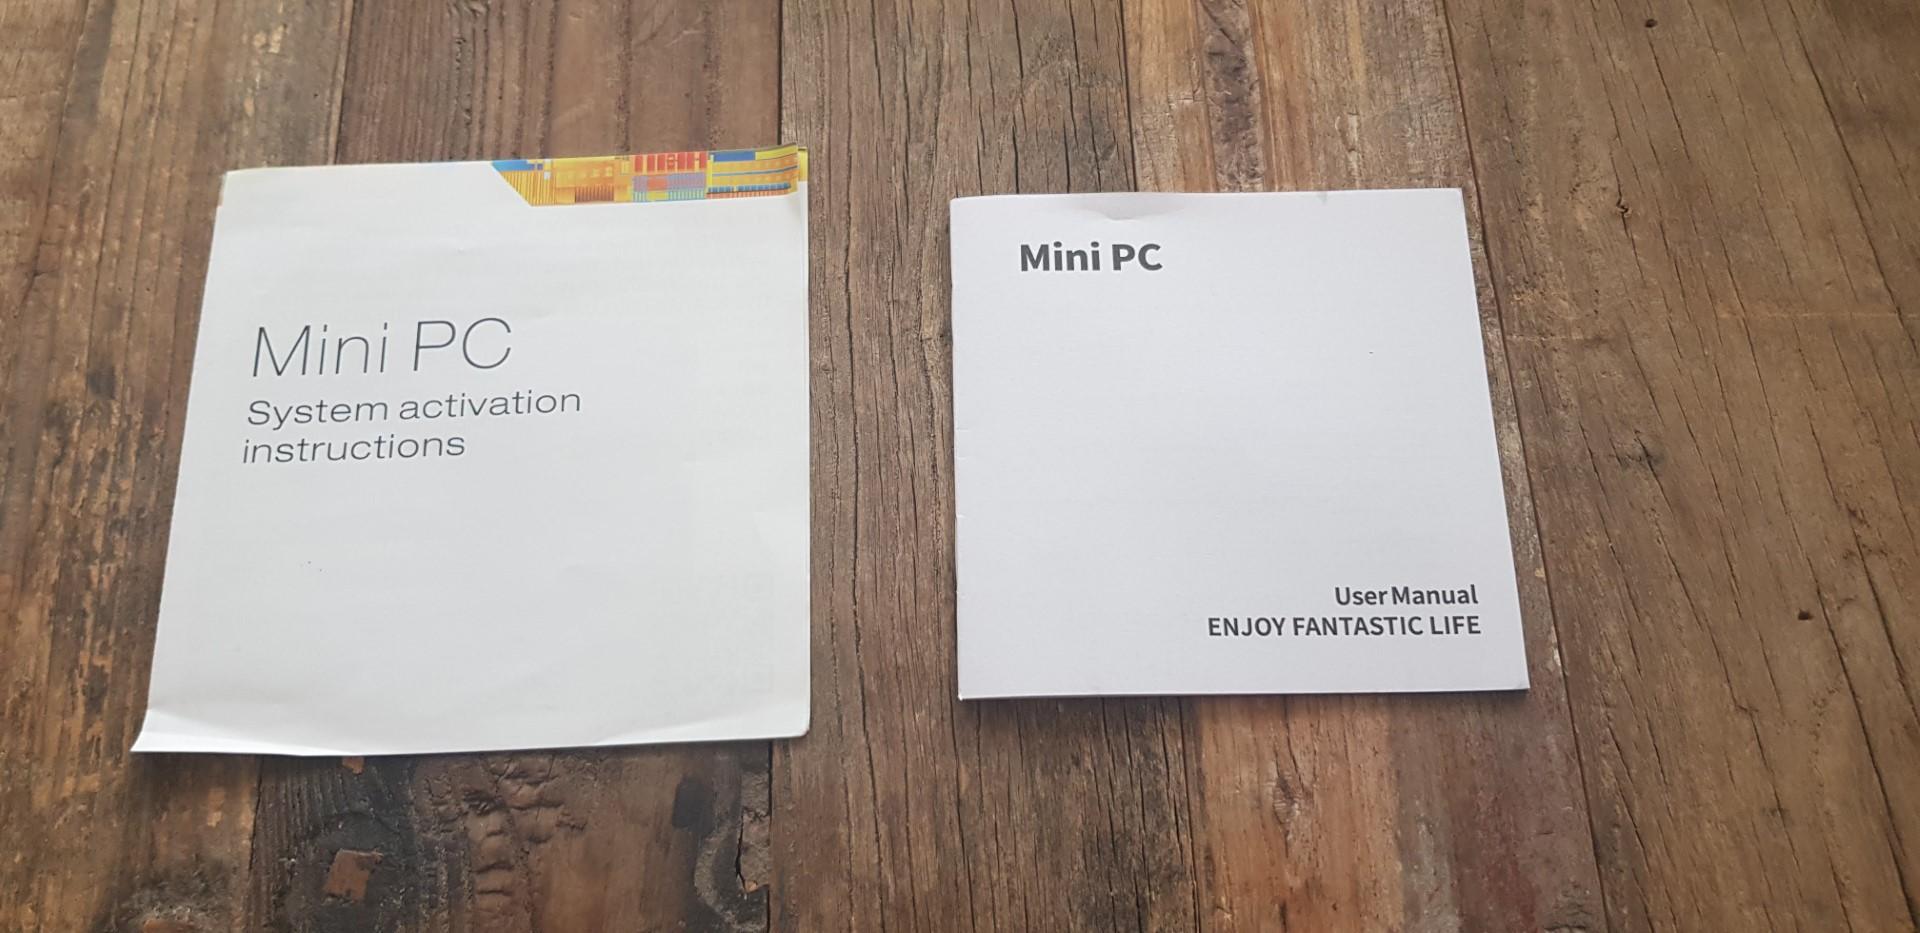 Mini PC
System activation
instructions
Mini PC
User Manual
ENJOY FANTASTIC LIFE